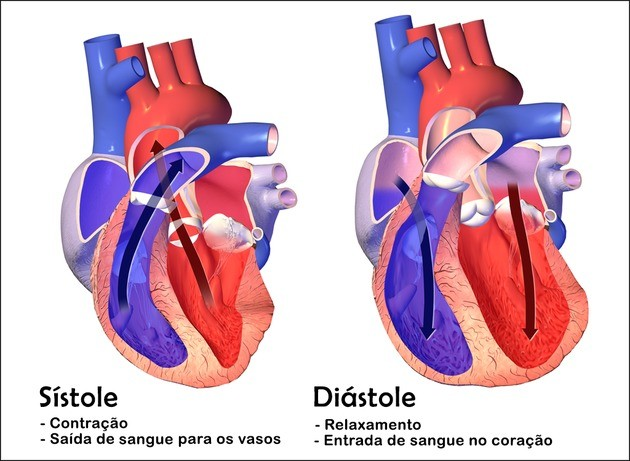 Sístole
- Contração
- Saída de sangue para os vasos
Diástole
- Relaxamento
- Entrada de sangue no coração